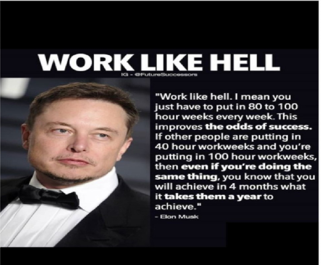 WORK LIKE HELL
IG - @FutureSuccessors
"Work like hell. I mean you
just have to put in 80 to 100
hour weeks every week. This
improves the odds of success.
If other people are putting in
40 hour workweeks and you're
putting in 100 hour workweeks,
then even if you're doing the
same thing, you know that you
will achieve in 4 months what
it takes them a year to
achieve."
- Elon Musk